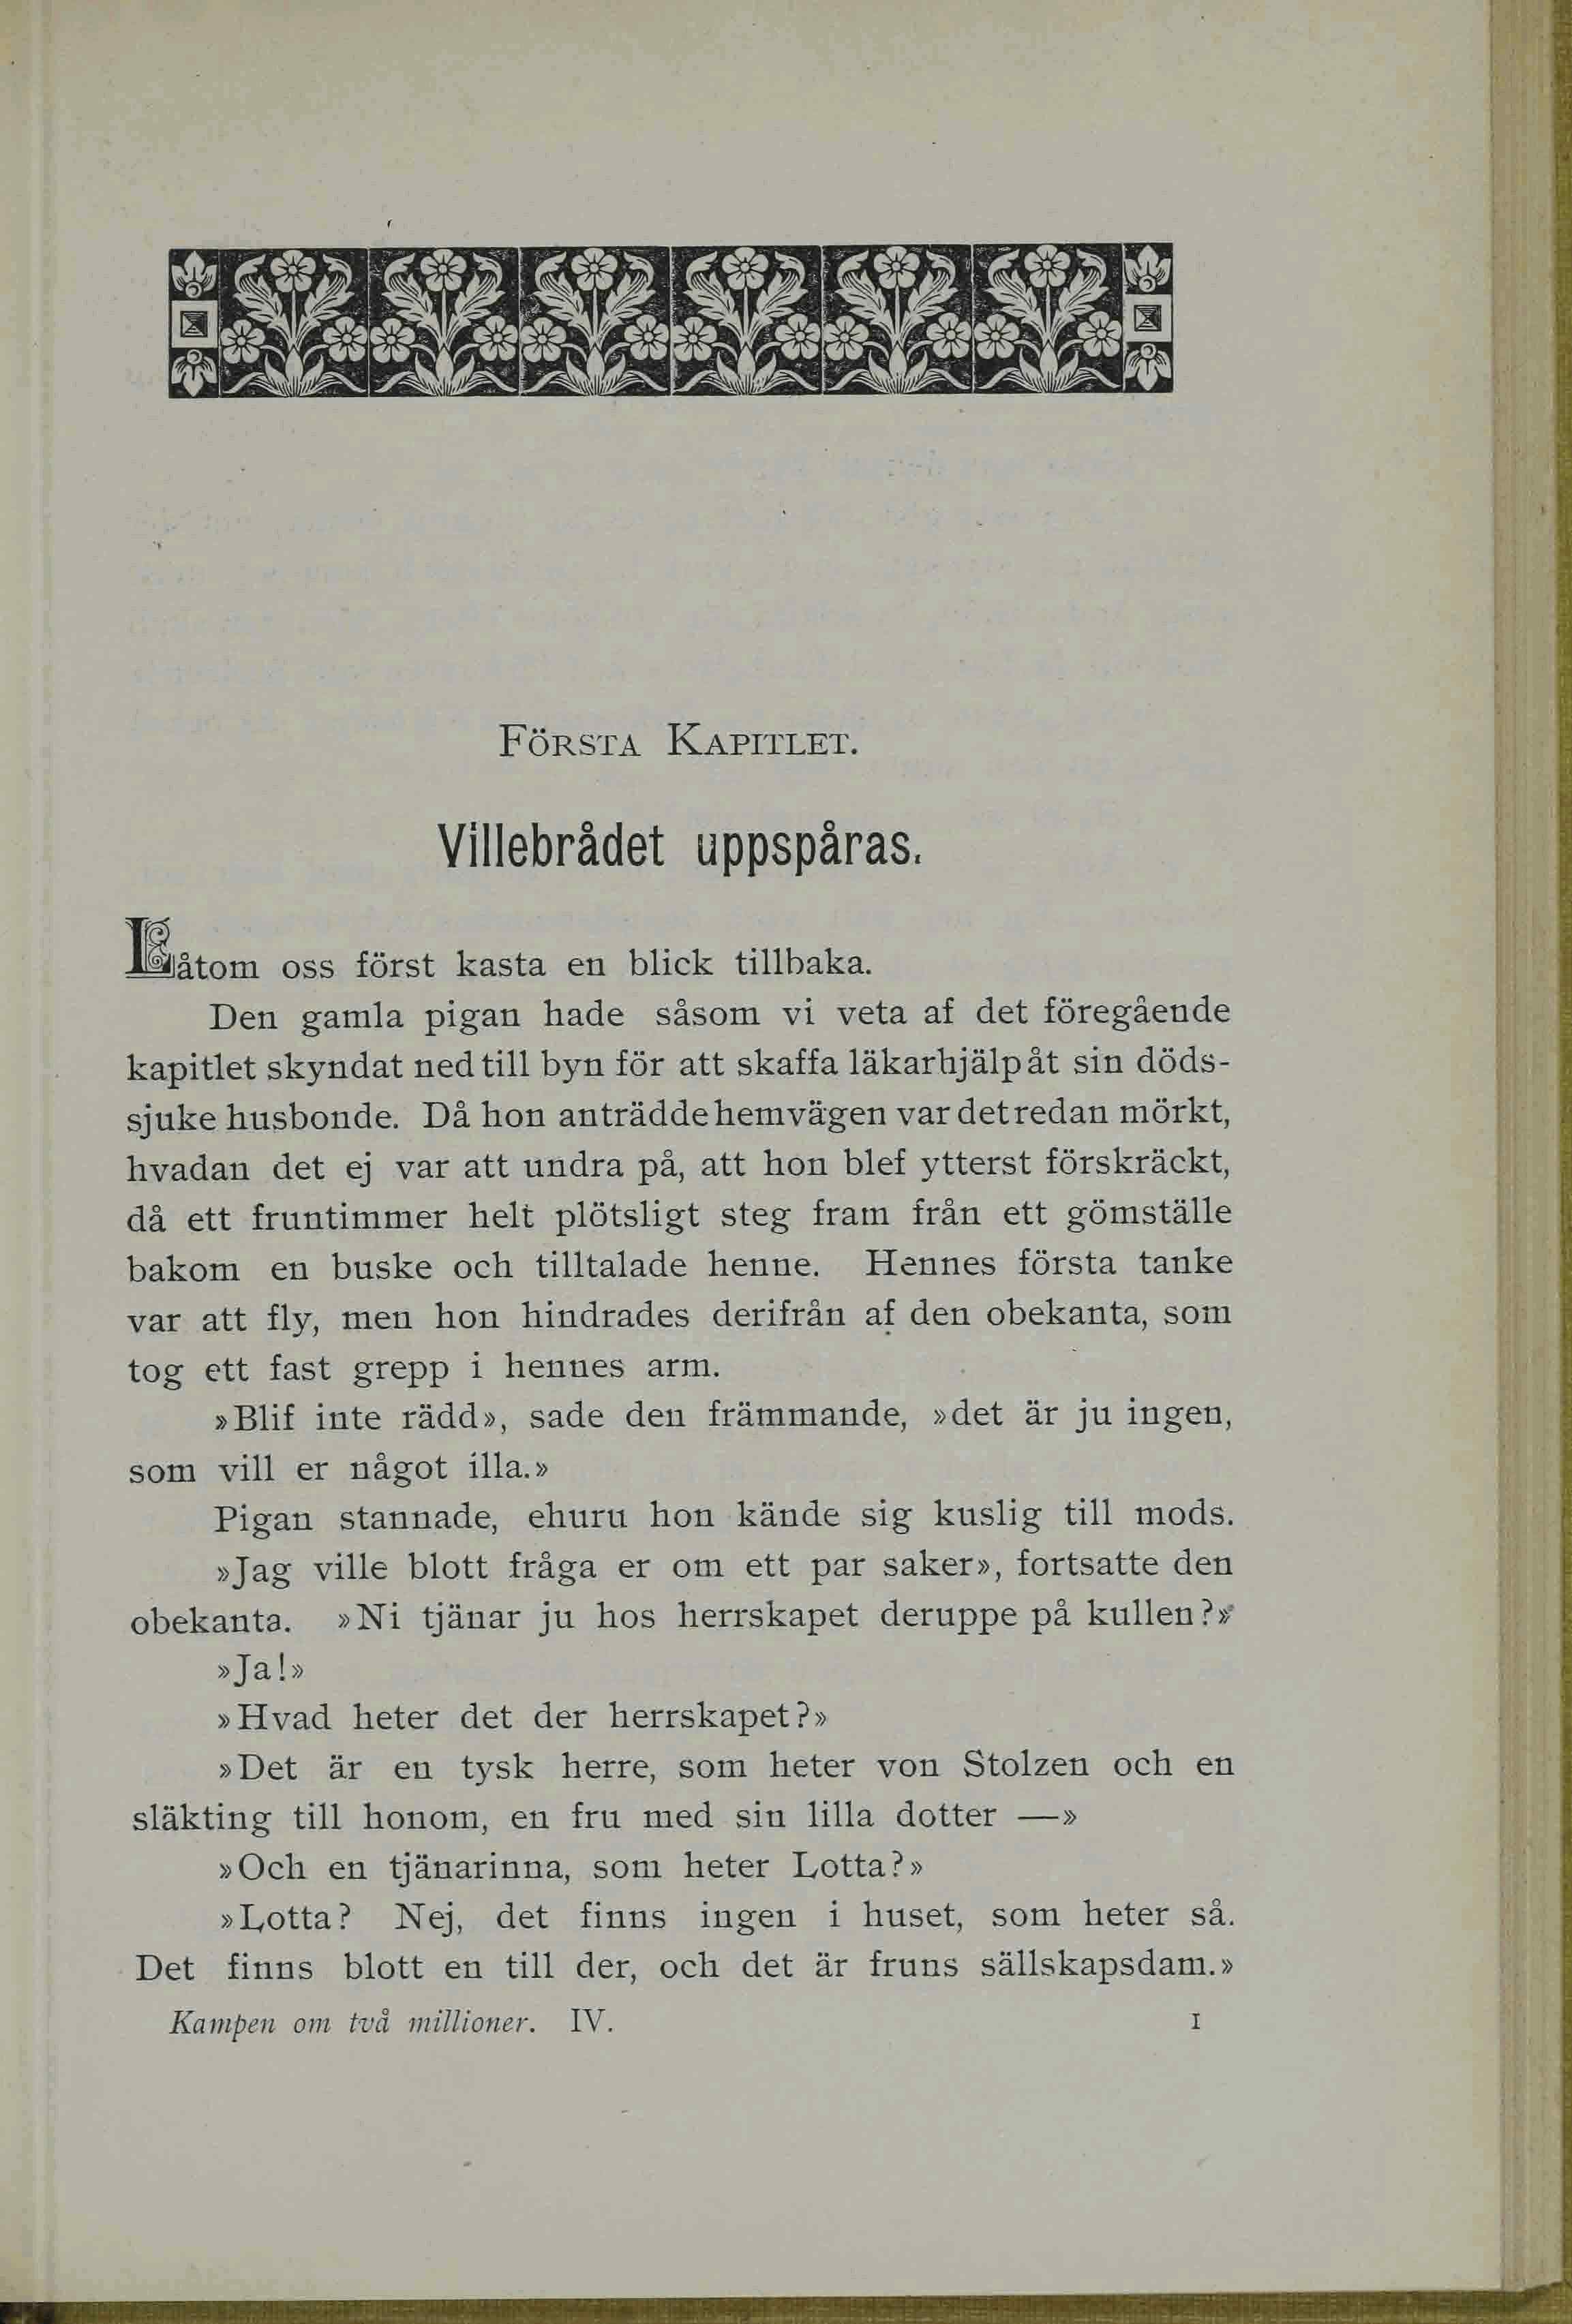 FÖRSTA KAPITLET.
Villebrådet uppspåras.
Låtom oss först kasta en blick tillbaka.
Den gamla pigan hade såsom vi veta af det föregående
kapitlet skyndat ned till byn för att skaffa läkarhjälp åt sin döds-
sjuke husbonde. Då hon anträdde hemvägen var det redan mörkt,
hvadan det ej var att undra på, att hon blef ytterst förskräckt,
då ett fruntimmer helt plötsligt steg fram från ett gömställe
bakom en buske och tilltalade henne. Hennes första tanke
var att fly, men hon hindrades derifrån af den obekanta, som
tog ett fast grepp i hennes arm.
»Blif inte rädd», sade den främmande, »det är ju ingen,
som vill er något illa.»
Pigan stannade, ehuru hon kände sig kuslig till mods.
»Jag ville blott fråga er om ett par saker», fortsatte den
obekanta. »Ni tjänar ju hos herrskapet deruppe på kullen?»
»Ja!»
»Hvad heter det der herrskapet?»
»Det är en tysk herre, som heter von Stolzen och en
släkting till honom, en fru med sin lilla dotter —»
»Och en tjänarinna, som heter Lotta?»
»Lotta? Nej, det finns ingen i huset, som heter så.
Det finns blott en till der, och det är fruns sällskapsdam.»
Kampen om två millioner. IV. 1